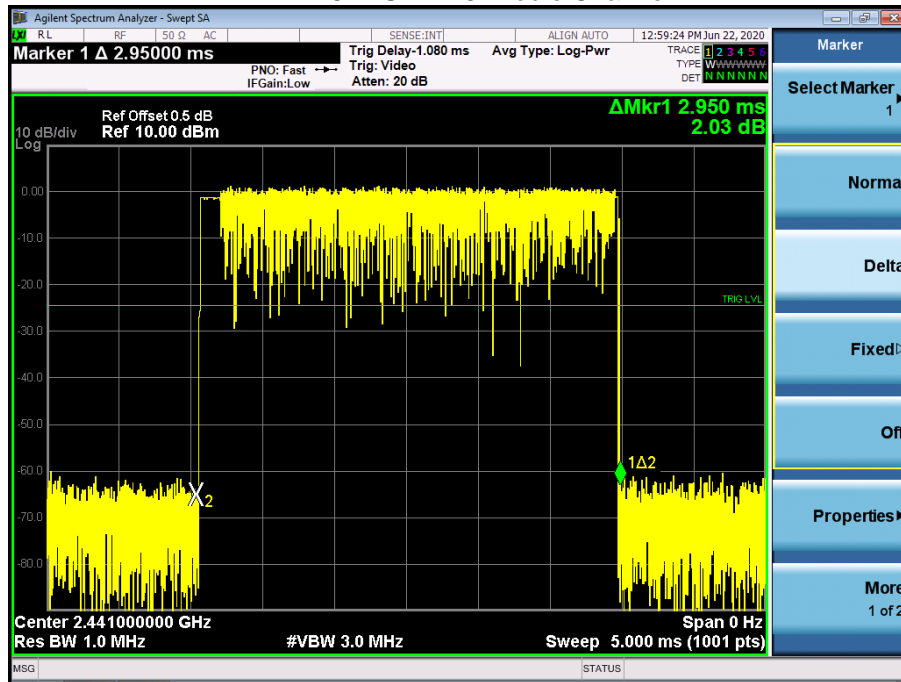 Agilent Spectrum Analyzer - Swept SA
LXI RL RF 50 Ω AC SENSE:INT ALIGN AUTO 12:59:24 PM Jun 22, 2020
Marker 1 Δ 2.95000 ms
PNO: Fast
IFGain:Low
Trig Delay-1.080 ms
Trig: Video
Atten: 20 dB
Avg Type: Log-Pwr
TRACE 1 2 3 4 5 6
TYPE WWWWWW
DET N N N N N N
ΔMkr1 2.950 ms
2.03 dB
Ref Offset 0.5 dB
10 dB/div Ref 10.00 dBm
Log
0.00
-10.0
-20.0
TRIG LVL
-30.0
-40.0
-50.0
-60.0
1Δ2
2
-70.0
-80.0
Center 2.441000000 GHz Span 0 Hz
Res BW 1.0 MHz #VBW 3.0 MHz Sweep 5.000 ms (1001 pts)
MSG STATUS
Marker
Select Marker
1
Norma
Delta
Fixed
Off
Properties
More
1 of 2